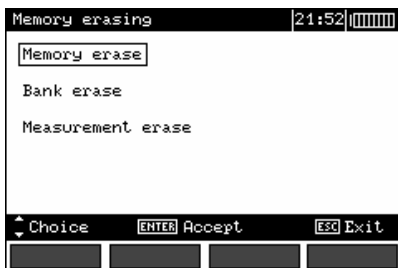 Memory erasing 21:52
Memory erase
Bank erase
Measurement erase
Choice ENTER Accept ESC Exit